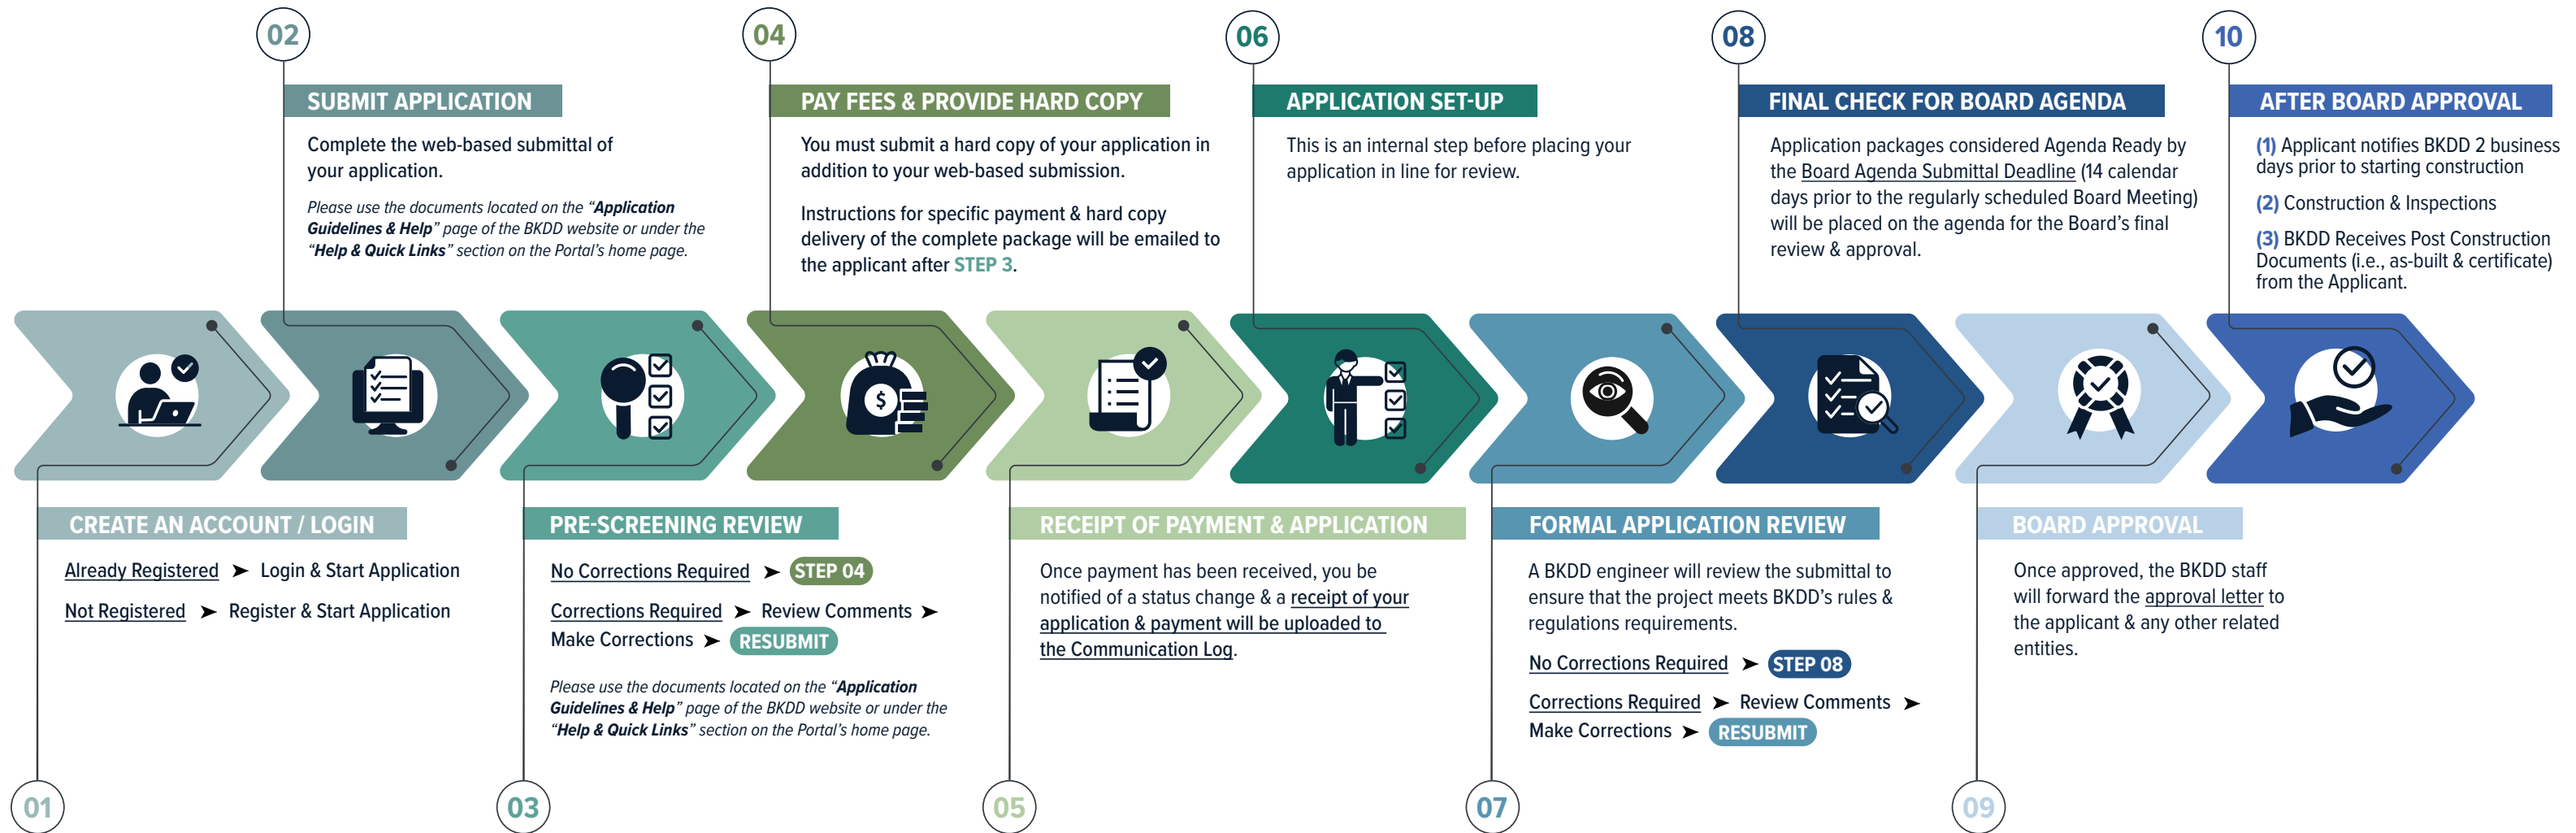 01
CREATE AN ACCOUNT / LOGIN
Already Registered ➤ Login & Start Application
Not Registered ➤ Register & Start Application
02
SUBMIT APPLICATION
Complete the web-based submittal of
your application.
Please use the documents located on the “Application
Guidelines & Help” page of the BKDD website or under the
“Help & Quick Links” section on the Portal’s home page.
03
PRE-SCREENING REVIEW
No Corrections Required ➤ STEP 04
Corrections Required ➤ Review Comments ➤
Make Corrections ➤ RESUBMIT
Please use the documents located on the “Application
Guidelines & Help” page of the BKDD website or under the
“Help & Quick Links” section on the Portal’s home page.
04
PAY FEES & PROVIDE HARD COPY
You must submit a hard copy of your application in
addition to your web-based submission.
Instructions for specific payment & hard copy
delivery of the complete package will be emailed to
the applicant after STEP 3.
$
05
RECEIPT OF PAYMENT & APPLICATION
Once payment has been received, you be
notified of a status change & a receipt of your
application & payment will be uploaded to
the Communication Log.
06
APPLICATION SET-UP
This is an internal step before placing your
application in line for review.
07
FORMAL APPLICATION REVIEW
A BKDD engineer will review the submittal to
ensure that the project meets BKDD’s rules &
regulations requirements.
No Corrections Required ➤ STEP 08
Corrections Required ➤ Review Comments ➤
Make Corrections ➤ RESUBMIT
08
FINAL CHECK FOR BOARD AGENDA
Application packages considered Agenda Ready by
the Board Agenda Submittal Deadline (14 calendar
days prior to the regularly scheduled Board Meeting)
will be placed on the agenda for the Board’s final
review & approval.
09
BOARD APPROVAL
Once approved, the BKDD staff
will forward the approval letter to
the applicant & any other related
entities.
10
AFTER BOARD APPROVAL
(1) Applicant notifies BKDD 2 business
days prior to starting construction
(2) Construction & Inspections
(3) BKDD Receives Post Construction
Documents (i.e., as-built & certificate)
from the Applicant.